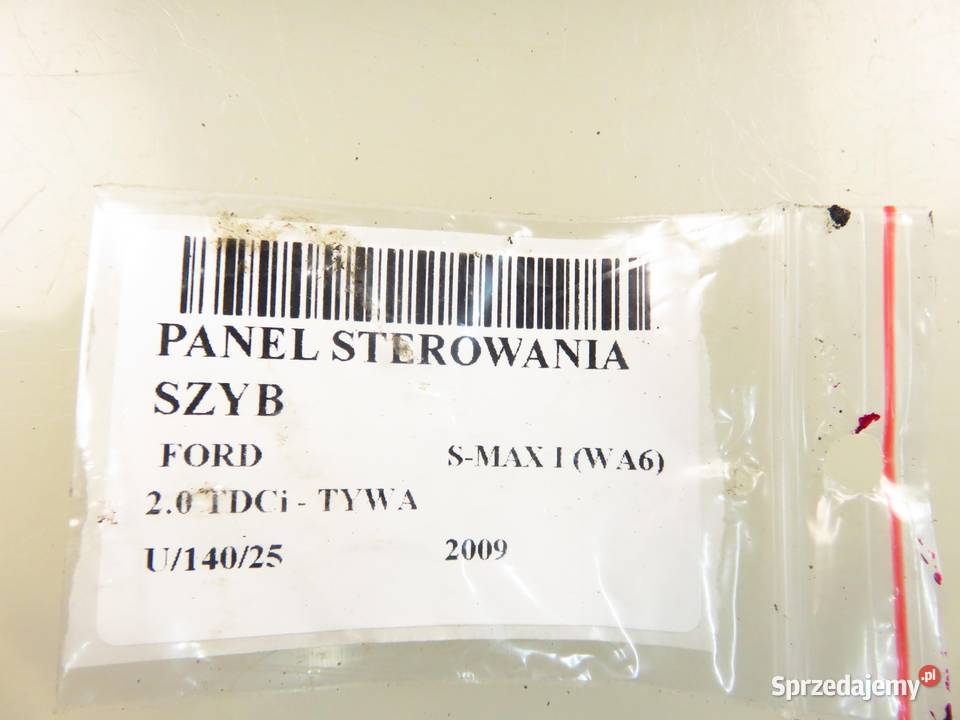 PANEL STEROWANIA
SZYB
FORD S-MAX I (WA6)
2.0 TDCi - TYWA
U/140/25 2009
Sprzedajemy.pl